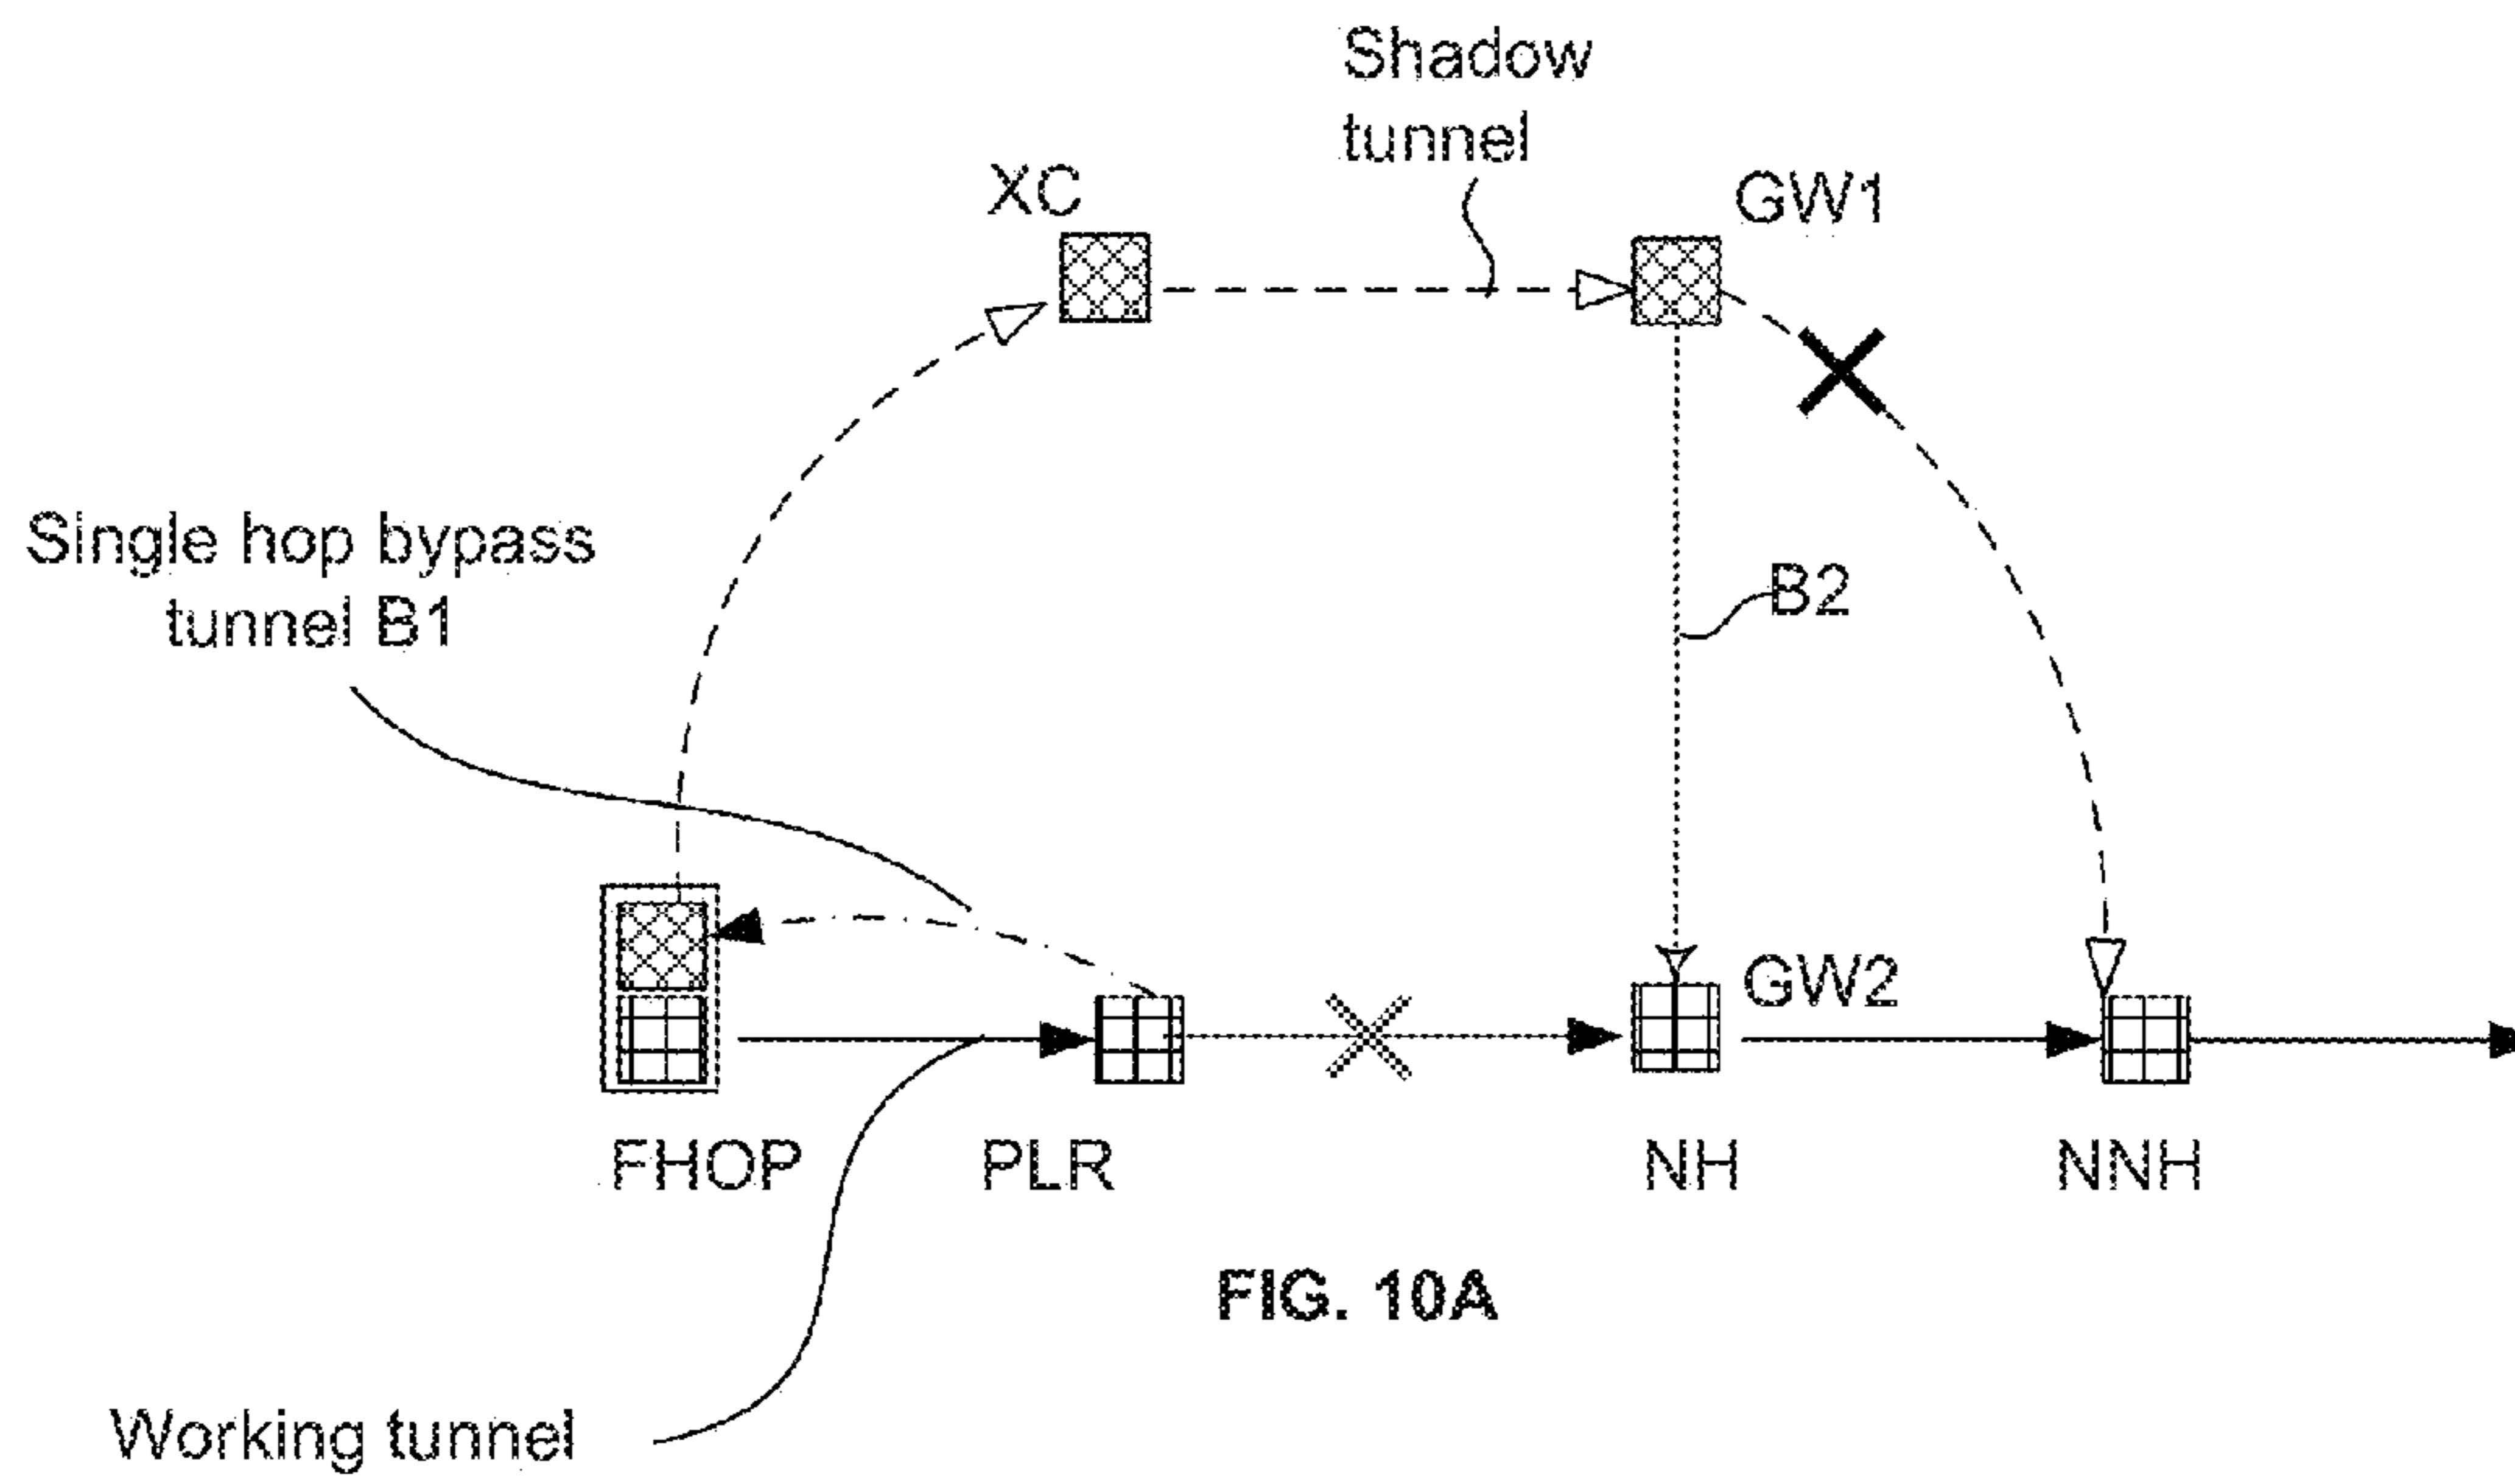 Shadow
tunnel
XC
GW1
Single hop bypass
tunnel B1
B2
GW2
FHOP
PLR
NH
NNH
FIG. 10A
Working tunnel